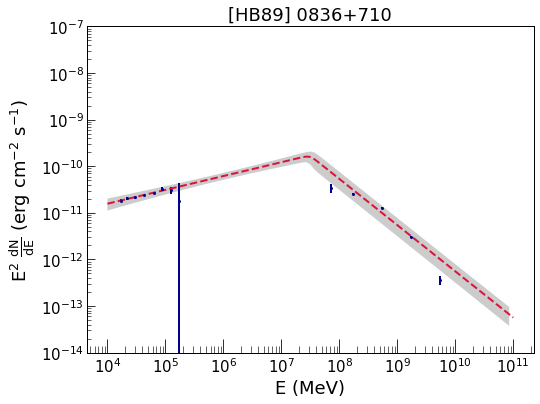 [HB89] 0836+710
E² dN/dE (erg cm⁻² s⁻¹)
10⁻⁷
10⁻⁸
10⁻⁹
10⁻¹⁰
10⁻¹¹
10⁻¹²
10⁻¹³
10⁻¹⁴
10⁴ 10⁵ 10⁶ 10⁷ 10⁸ 10⁹ 10¹⁰ 10¹¹
E (MeV)